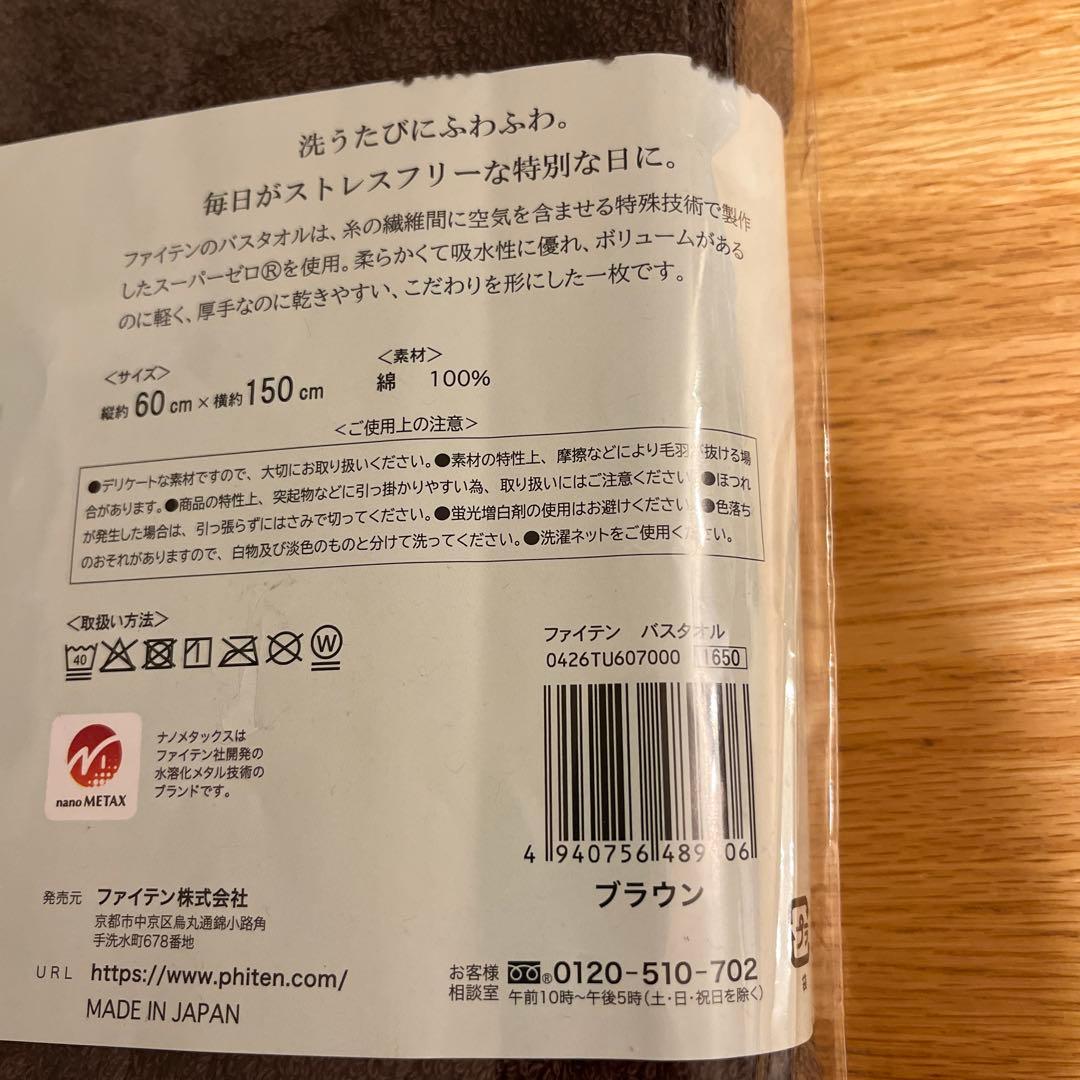 洗うたびにふわふわ。
毎日がストレスフリーな特別な日に。
ファイテンのバスタオルは、糸の繊維間に空気を含ませる特殊技術で製作
したスーパーゼロ®を使用。柔らかくて吸水性に優れ、ボリュームがある
のに軽く、厚手なのに乾きやすい、こだわりを形にした一枚です。
＜サイズ＞
縦約60cm×横約150cm
＜素材＞
綿 100%
＜ご使用上の注意＞
●デリケートな素材ですので、大切にお取り扱いください。●素材の特性上、摩擦などにより毛羽が抜ける場
合があります。●商品の特性上、突起物などに引っ掛かりやすい為、取り扱いにはご注意ください。●ほつれ
が発生した場合は、引っ張らずにはさみで切ってください。●蛍光増白剤の使用はお避けください。●色落ち
のおそれがありますので、白物及び淡色のものと分けて洗ってください。●洗濯ネットをご使用ください。
＜取扱い方法＞
40 W
nano METAX
ナノメタックスは
ファイテン社開発の
水溶化メタル技術の
ブランドです。
ファイテン バスタオル
0426TU607000 1650
4 940756 489 06
ブラウン
発売元 ファイテン株式会社
京都市中京区烏丸通錦小路角
手洗水町678番地
URL https://www.phiten.com/
MADE IN JAPAN
お客様
相談室
0120-510-702
午前10時～午後5時(土・日・祝日を除く)
プラ
袋